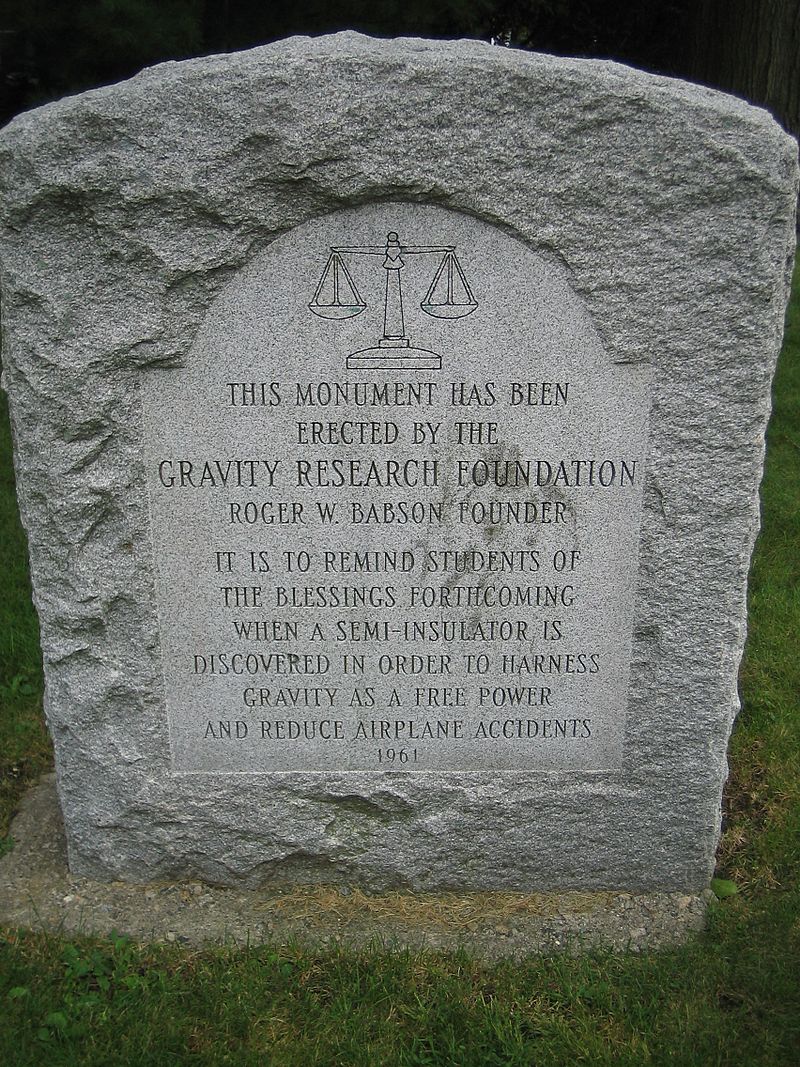 THIS MONUMENT HAS BEEN
ERECTED BY THE
GRAVITY RESEARCH FOUNDATION
ROGER W. BABSON FOUNDER
IT IS TO REMIND STUDENTS OF
THE BLESSINGS FORTHCOMING
WHEN A SEMI-INSULATOR IS
DISCOVERED IN ORDER TO HARNESS
GRAVITY AS A FREE POWER
AND REDUCE AIRPLANE ACCIDENTS
1961